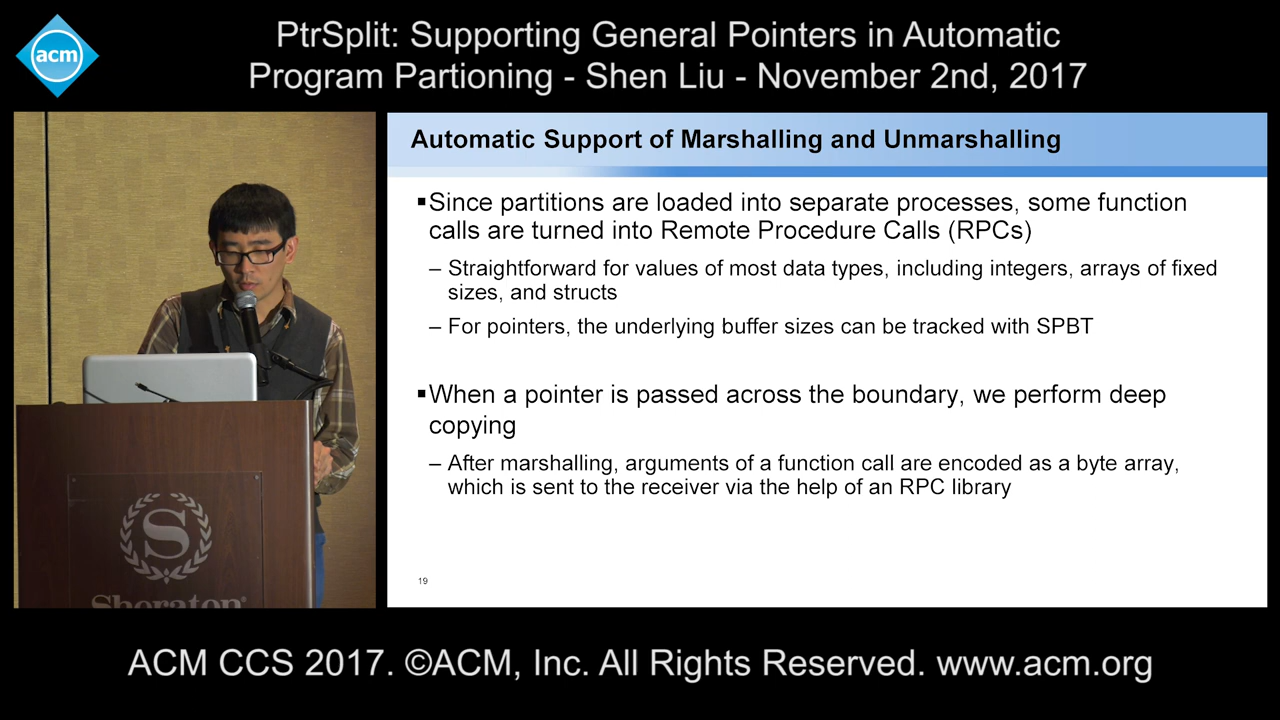 acm
PtrSplit: Supporting General Pointers in Automatic
Program Partioning - Shen Liu - November 2nd, 2017
Automatic Support of Marshalling and Unmarshalling
▪Since partitions are loaded into separate processes, some function
calls are turned into Remote Procedure Calls (RPCs)
– Straightforward for values of most data types, including integers, arrays of fixed
sizes, and structs
– For pointers, the underlying buffer sizes can be tracked with SPBT
▪When a pointer is passed across the boundary, we perform deep
copying
– After marshalling, arguments of a function call are encoded as a byte array,
which is sent to the receiver via the help of an RPC library
19
S
Sheraton®
ACM CCS 2017. ©ACM, Inc. All Rights Reserved. www.acm.org